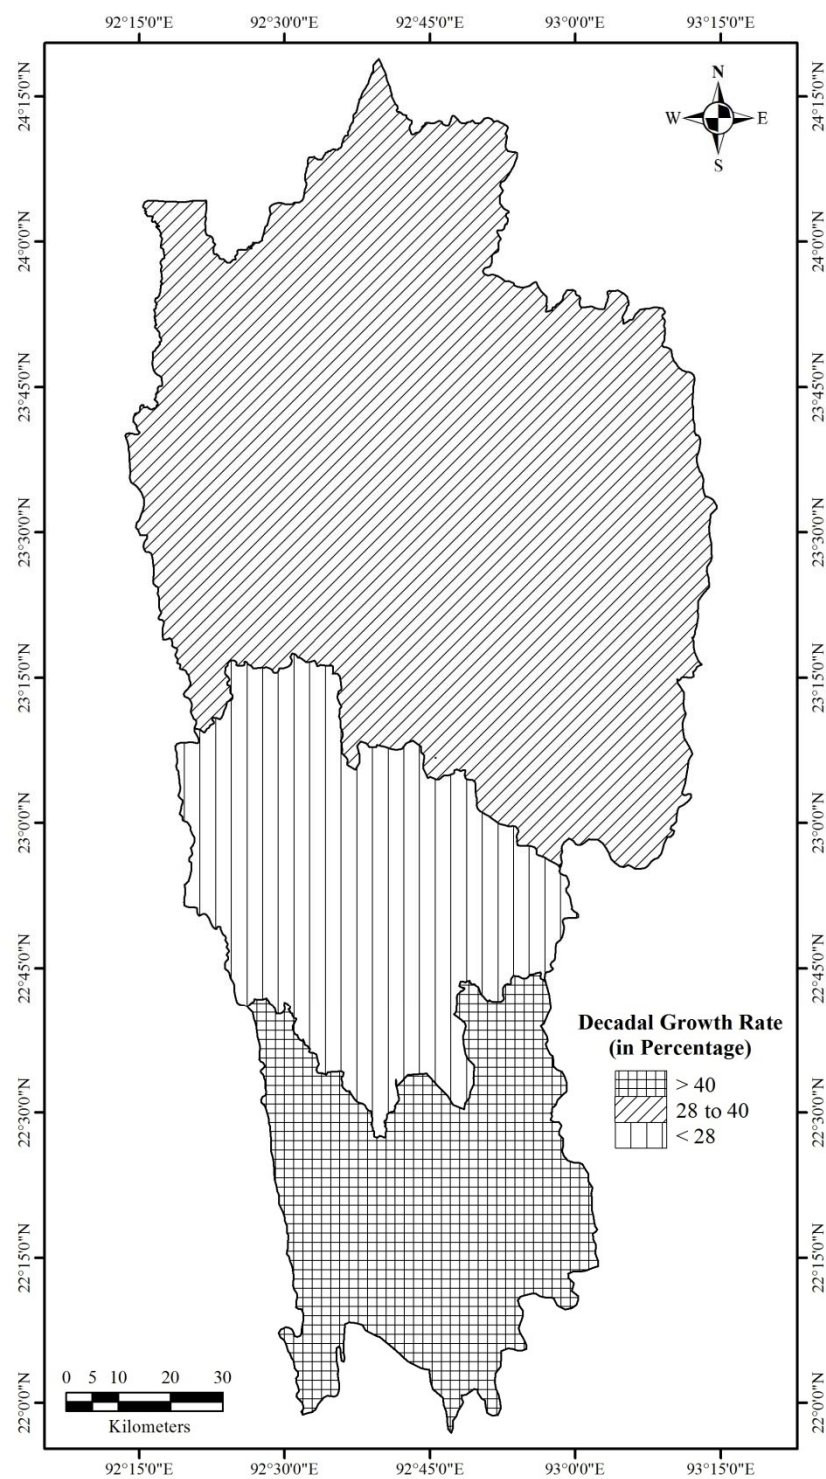 92°15'0"E 92°30'0"E 92°45'0"E 93°0'0"E 93°15'0"E
N
W E
S
24°15'0"N 24°15'0"N
24°0'0"N 24°0'0"N
23°45'0"N 23°45'0"N
23°30'0"N 23°30'0"N
23°15'0"N 23°15'0"N
23°0'0"N 23°0'0"N
22°45'0"N 22°45'0"N
Decadal Growth Rate
(in Percentage)
> 40
28 to 40
< 28
22°30'0"N 22°30'0"N
22°15'0"N 22°15'0"N
0 5 10 20 30
Kilometers
22°0'0"N 22°0'0"N
92°15'0"E 92°30'0"E 92°45'0"E 93°0'0"E 93°15'0"E